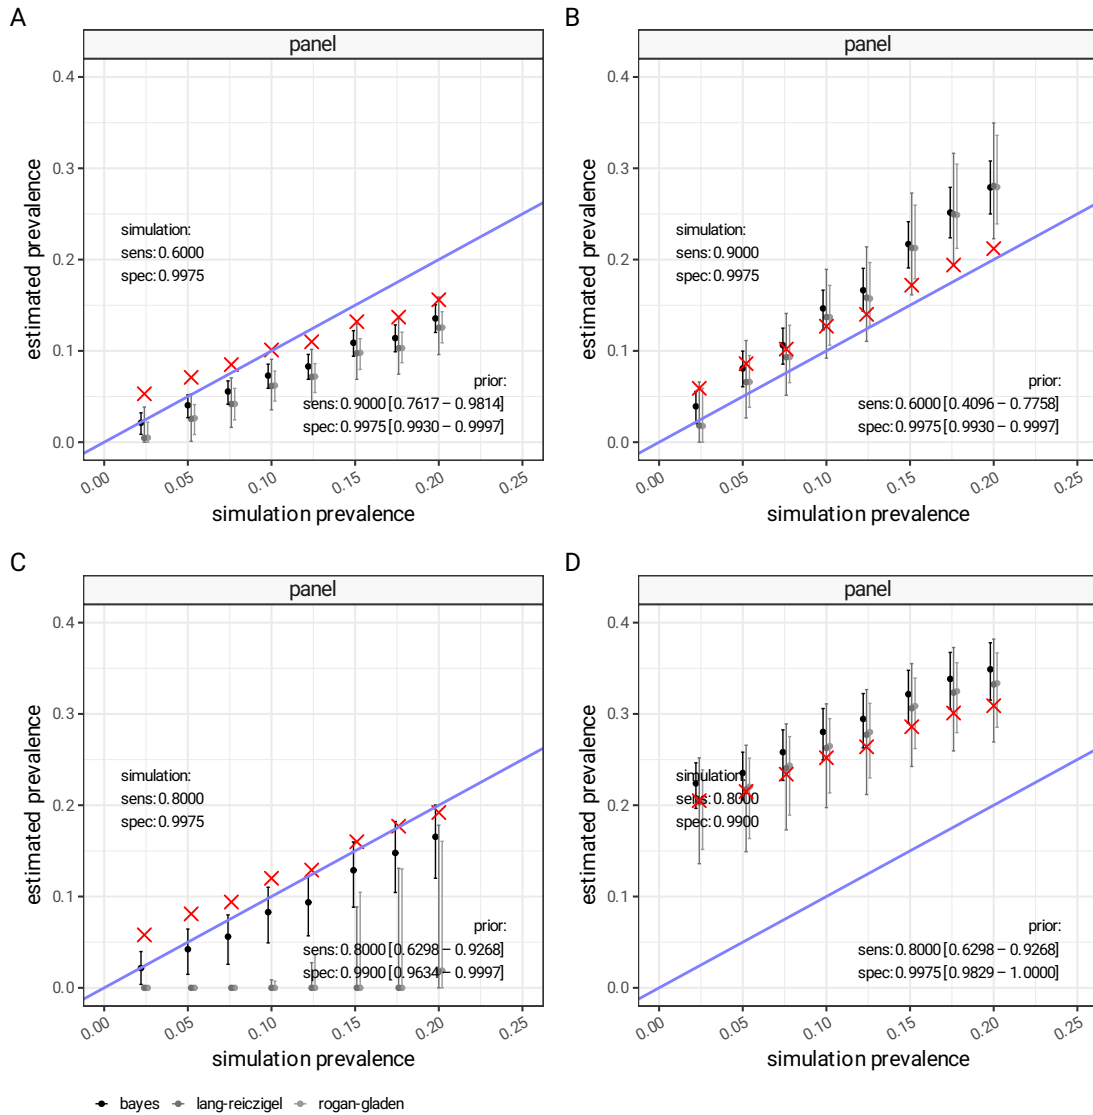 A
panel
0.4
0.3
0.2
0.1
0.0
estimated prevalence
simulation:
sens: 0.6000
spec: 0.9975
prior:
sens: 0.9000 [0.7617 – 0.9814]
spec: 0.9975 [0.9930 – 0.9997]
0.00
0.05
0.10
0.15
0.20
0.25
simulation prevalence
B
panel
0.4
0.3
0.2
0.1
0.0
estimated prevalence
simulation:
sens: 0.9000
spec: 0.9975
prior:
sens: 0.6000 [0.4096 – 0.7758]
spec: 0.9975 [0.9930 – 0.9997]
0.00
0.05
0.10
0.15
0.20
0.25
simulation prevalence
C
panel
0.4
0.3
0.2
0.1
0.0
estimated prevalence
simulation:
sens: 0.8000
spec: 0.9975
prior:
sens: 0.8000 [0.6298 – 0.9268]
spec: 0.9900 [0.9634 – 0.9997]
0.00
0.05
0.10
0.15
0.20
0.25
simulation prevalence
D
panel
0.4
0.3
0.2
0.1
0.0
estimated prevalence
simulation:
sens: 0.8000
spec: 0.9900
prior:
sens: 0.8000 [0.6298 – 0.9268]
spec: 0.9975 [0.9829 – 1.0000]
0.00
0.05
0.10
0.15
0.20
0.25
simulation prevalence
bayes lang-reiczigel rogan-gladen